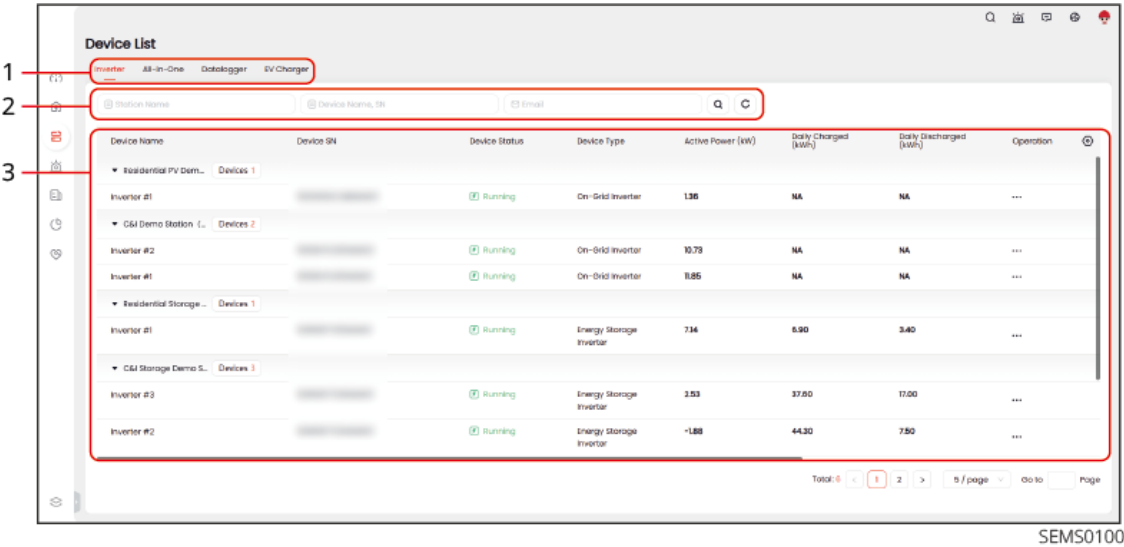 Device List
1
Inverter All-in-One Datalogger EV Charger
2
Station Name Device Name, SN Email
3
Device Name Device SN Device Status Device Type Active Power (kW) Daily Charged (kWh) Daily Discharged (kWh) Operation
Residential PV Dem... Devices 1
Inverter #1 Running On-Grid Inverter 1.36 NA NA ...
C&I Demo Station (... Devices 2
Inverter #2 Running On-Grid Inverter 10.73 NA NA ...
Inverter #1 Running On-Grid Inverter 11.85 NA NA ...
Residential Storage ... Devices 1
Inverter #1 Running Energy Storage Inverter 7.14 6.90 3.40 ...
C&I Storage Demo S... Devices 3
Inverter #3 Running Energy Storage Inverter 2.53 37.60 17.00 ...
Inverter #2 Running Energy Storage Inverter -1.88 44.30 7.50 ...
Total: 6 < 1 2 > 5 / page Go to Page
SEMS0100